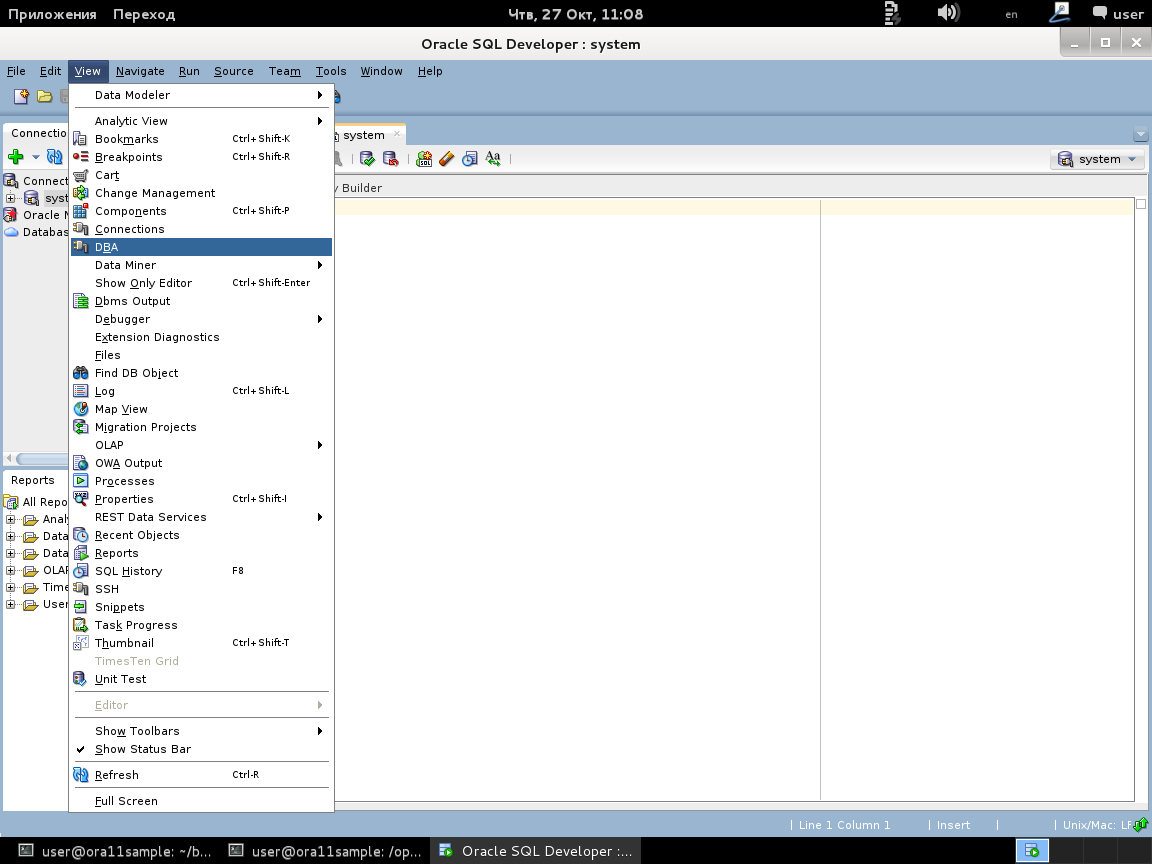 Приложения Переход Чтв, 27 Окт, 11:08 en user
Oracle SQL Developer : system
File Edit View Navigate Run Source Team Tools Window Help
Data Modeler
Analytic View
Bookmarks Ctrl+Shift-K
Breakpoints Ctrl+Shift-R
Cart
Change Management
Components Ctrl+Shift-P
Connections
DBA
Data Miner
Show Only Editor Ctrl+Shift-Enter
Dbms Output
Debugger
Extension Diagnostics
Files
Find DB Object
Log Ctrl+Shift-L
Map View
Migration Projects
OLAP
OWA Output
Processes
Properties Ctrl+Shift-I
REST Data Services
Recent Objects
Reports
SQL History F8
SSH
Snippets
Task Progress
Thumbnail Ctrl+Shift-T
TimesTen Grid
Unit Test
Editor
Show Toolbars
Show Status Bar
Refresh Ctrl-R
Full Screen
Connectio
Connect
syst
Oracle N
Databas
Reports
All Repo
Analy
Data
Data
OLAP
Time
User
system
SQL
Aa
system
y Builder
Line 1 Column 1 Insert Unix/Mac: LF
user@ora11sample: ~/b... user@ora11sample: /op... Oracle SQL Developer :...